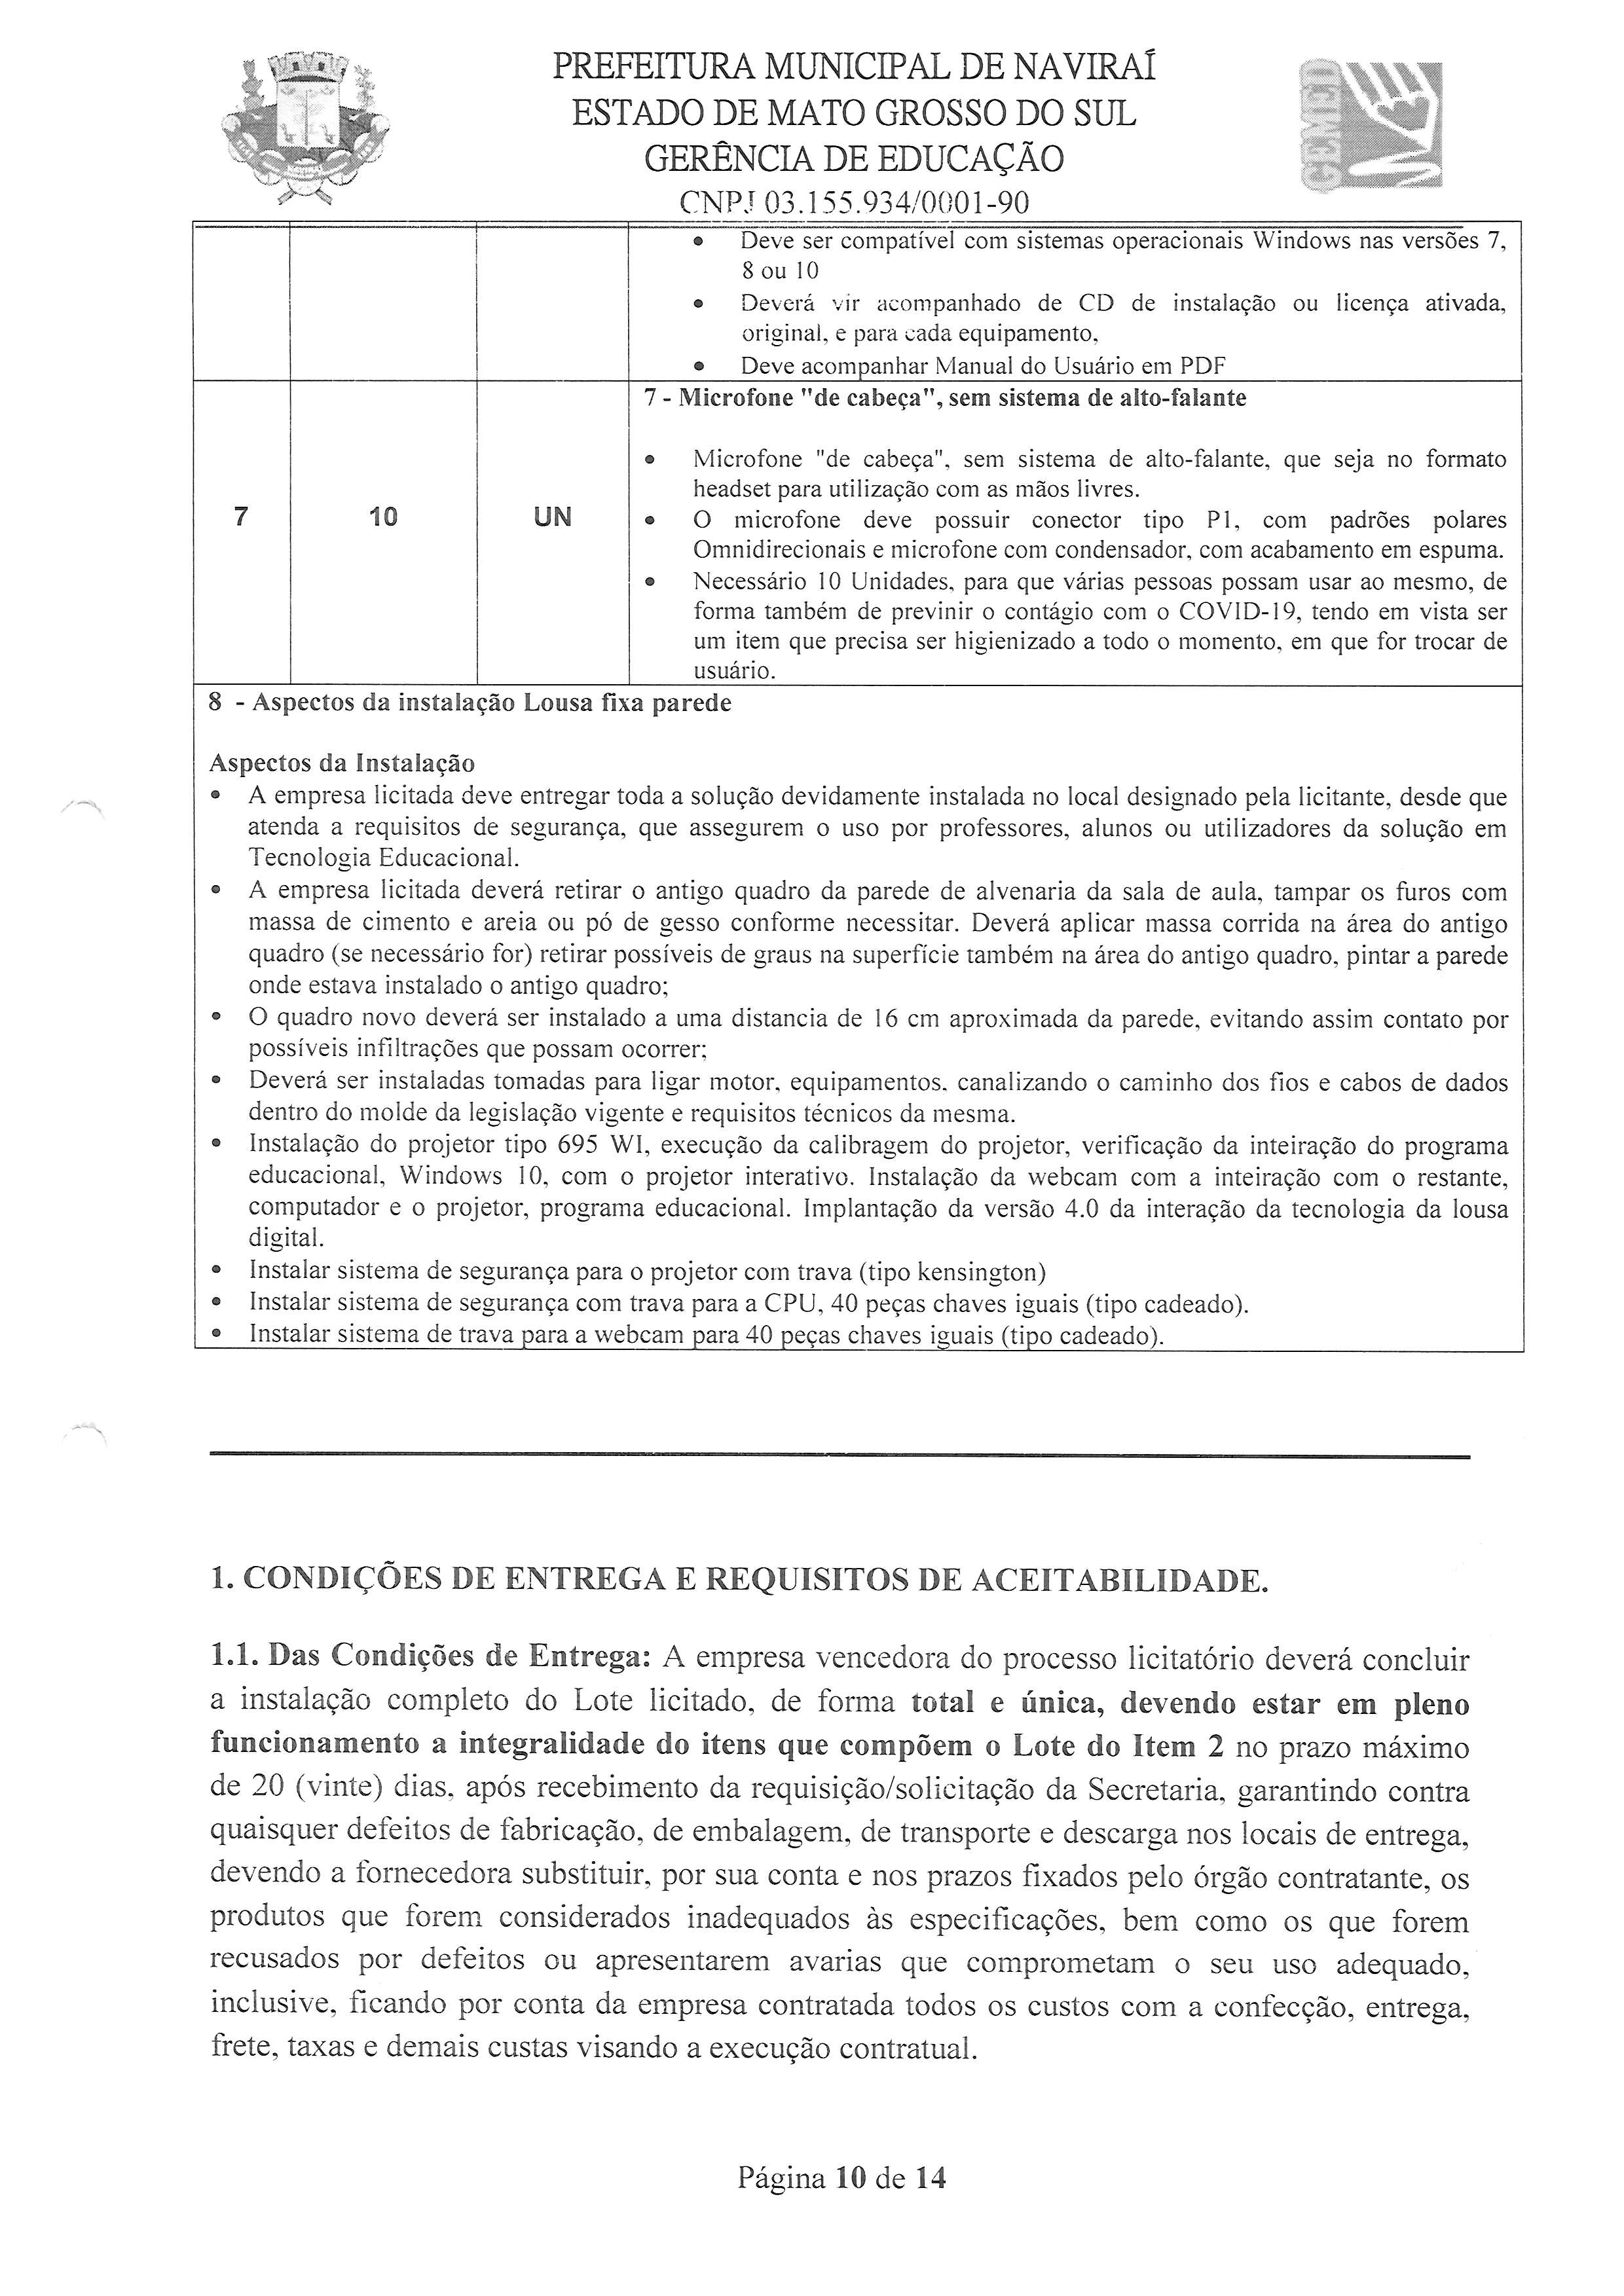 PREFEITURA MUNICIPAL DE NAVIRAÍ
ESTADO DE MATO GROSSO DO SUL
GERÊNCIA DE EDUCAÇÃO
CNPJ 03.155.934/0001-90
GEMED
• Deve ser compatível com sistemas operacionais Windows nas versões 7,
8 ou 10
• Deverá vir acompanhado de CD de instalação ou licença ativada,
original, e para cada equipamento,
• Deve acompanhar Manual do Usuário em PDF
7 - Microfone "de cabeça", sem sistema de alto-falante
• Microfone "de cabeça", sem sistema de alto-falante, que seja no formato
headset para utilização com as mãos livres.
7 10 UN • O microfone deve possuir conector tipo P1, com padrões polares
Omnidirecionais e microfone com condensador, com acabamento em espuma.
• Necessário 10 Unidades, para que várias pessoas possam usar ao mesmo, de
forma também de previnir o contágio com o COVID-19, tendo em vista ser
um item que precisa ser higienizado a todo o momento, em que for trocar de
usuário.
8 - Aspectos da instalação Lousa fixa parede
Aspectos da Instalação
• A empresa licitada deve entregar toda a solução devidamente instalada no local designado pela licitante, desde que
atenda a requisitos de segurança, que assegurem o uso por professores, alunos ou utilizadores da solução em
Tecnologia Educacional.
• A empresa licitada deverá retirar o antigo quadro da parede de alvenaria da sala de aula, tampar os furos com
massa de cimento e areia ou pó de gesso conforme necessitar. Deverá aplicar massa corrida na área do antigo
quadro (se necessário for) retirar possíveis de graus na superfície também na área do antigo quadro, pintar a parede
onde estava instalado o antigo quadro;
• O quadro novo deverá ser instalado a uma distancia de 16 cm aproximada da parede, evitando assim contato por
possíveis infiltrações que possam ocorrer;
• Deverá ser instaladas tomadas para ligar motor, equipamentos. canalizando o caminho dos fios e cabos de dados
dentro do molde da legislação vigente e requisitos técnicos da mesma.
• Instalação do projetor tipo 695 WI, execução da calibragem do projetor, verificação da inteiração do programa
educacional, Windows 10, com o projetor interativo. Instalação da webcam com a inteiração com o restante,
computador e o projetor, programa educacional. Implantação da versão 4.0 da interação da tecnologia da lousa
digital.
• Instalar sistema de segurança para o projetor com trava (tipo kensington)
• Instalar sistema de segurança com trava para a CPU, 40 peças chaves iguais (tipo cadeado).
• Instalar sistema de trava para a webcam para 40 peças chaves iguais (tipo cadeado).
1. CONDIÇÕES DE ENTREGA E REQUISITOS DE ACEITABILIDADE.
1.1. Das Condições de Entrega: A empresa vencedora do processo licitatório deverá concluir
a instalação completo do Lote licitado, de forma total e única, devendo estar em pleno
funcionamento a integralidade do itens que compõem o Lote do Item 2 no prazo máximo
de 20 (vinte) dias, após recebimento da requisição/solicitação da Secretaria, garantindo contra
quaisquer defeitos de fabricação, de embalagem, de transporte e descarga nos locais de entrega,
devendo a fornecedora substituir, por sua conta e nos prazos fixados pelo órgão contratante, os
produtos que forem considerados inadequados às especificações, bem como os que forem
recusados por defeitos ou apresentarem avarias que comprometam o seu uso adequado,
inclusive, ficando por conta da empresa contratada todos os custos com a confecção, entrega,
frete, taxas e demais custas visando a execução contratual.
Página 10 de 14